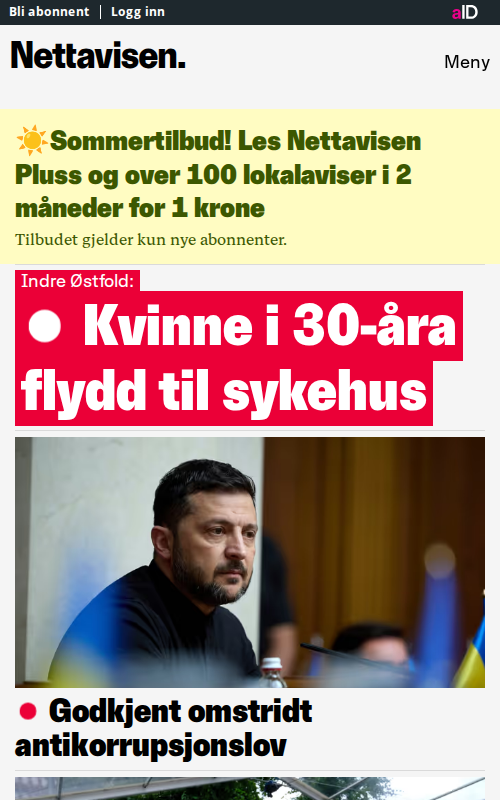 Bli abonnent
Logg inn
aID
Nettavisen.
Meny
☀️Sommertilbud! Les Nettavisen
Pluss og over 100 lokalaviser i 2
måneder for 1 krone
Tilbudet gjelder kun nye abonnenter.
Indre Østfold:
Kvinne i 30-åra
flydd til sykehus
Godkjent omstridt
antikorrupsjonslov